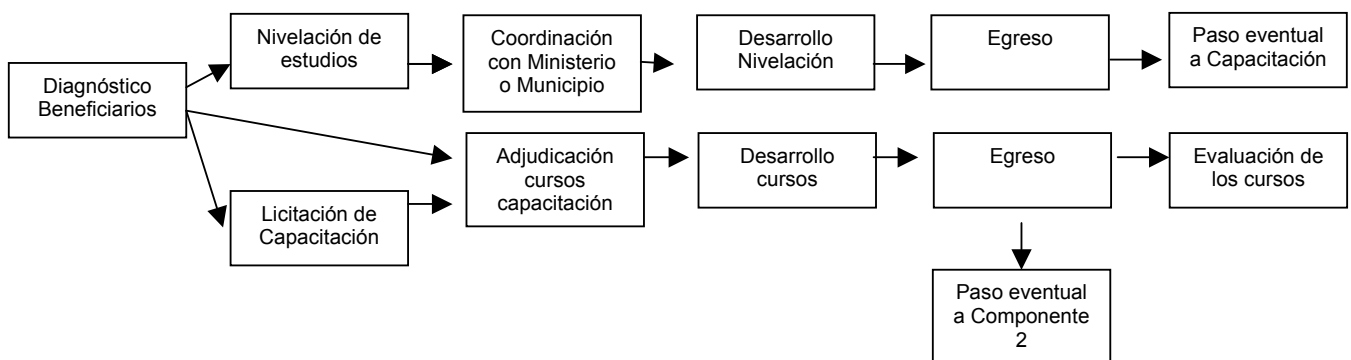 Nivelación de
estudios
Coordinación
con Ministerio
o Municipio
Desarrollo
Nivelación
Egreso
Paso eventual
a Capacitación
Diagnóstico
Beneficiarios
Adjudicación
cursos
capacitación
Desarrollo
cursos
Egreso
Evaluación de
los cursos
Licitación de
Capacitación
Paso eventual
a Componente
2